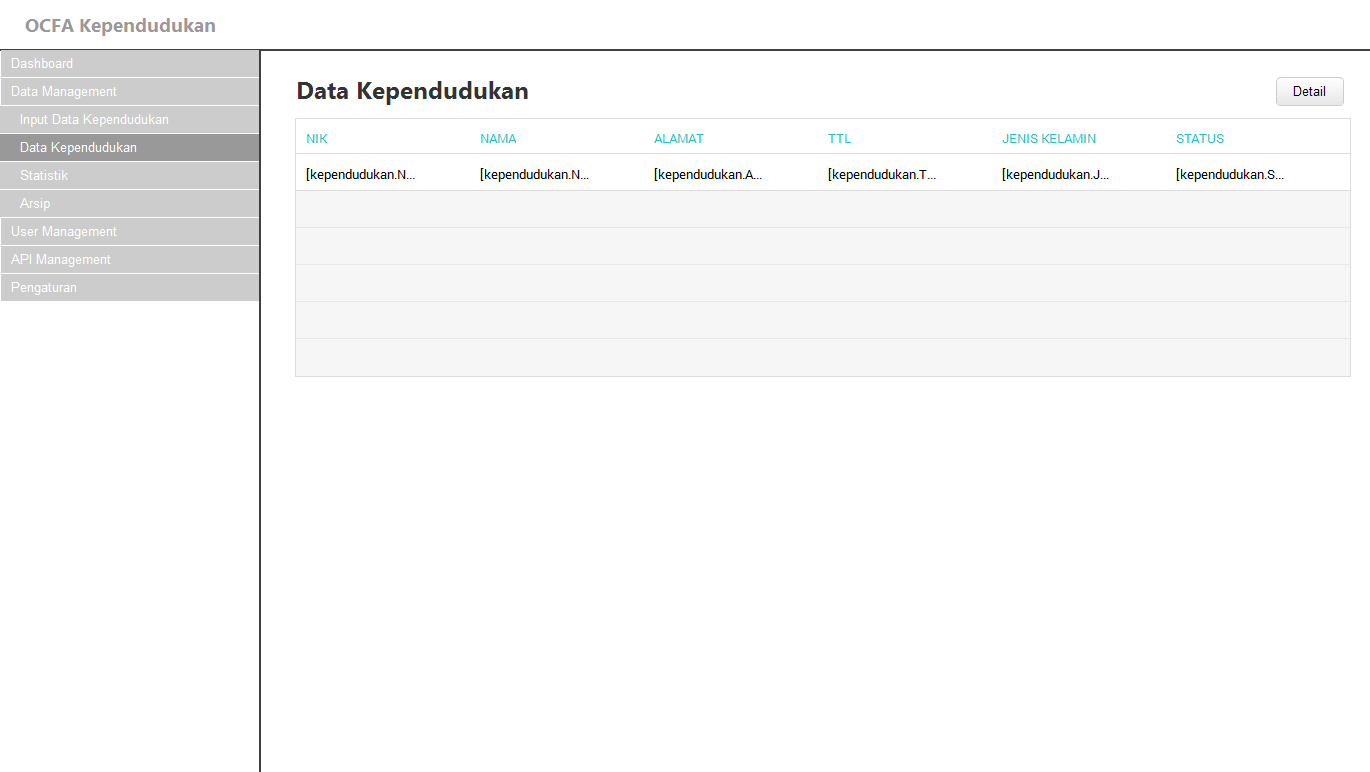 OCFA Kependudukan
Dashboard
Data Management
Input Data Kependudukan
Data Kependudukan
Statistik
Arsip
User Management
API Management
Pengaturan
Data Kependudukan
Detail
NIK NAMA ALAMAT TTL JENIS KELAMIN STATUS
[kependudukan.N... [kependudukan.N... [kependudukan.A... [kependudukan.T... [kependudukan.J... [kependudukan.S...